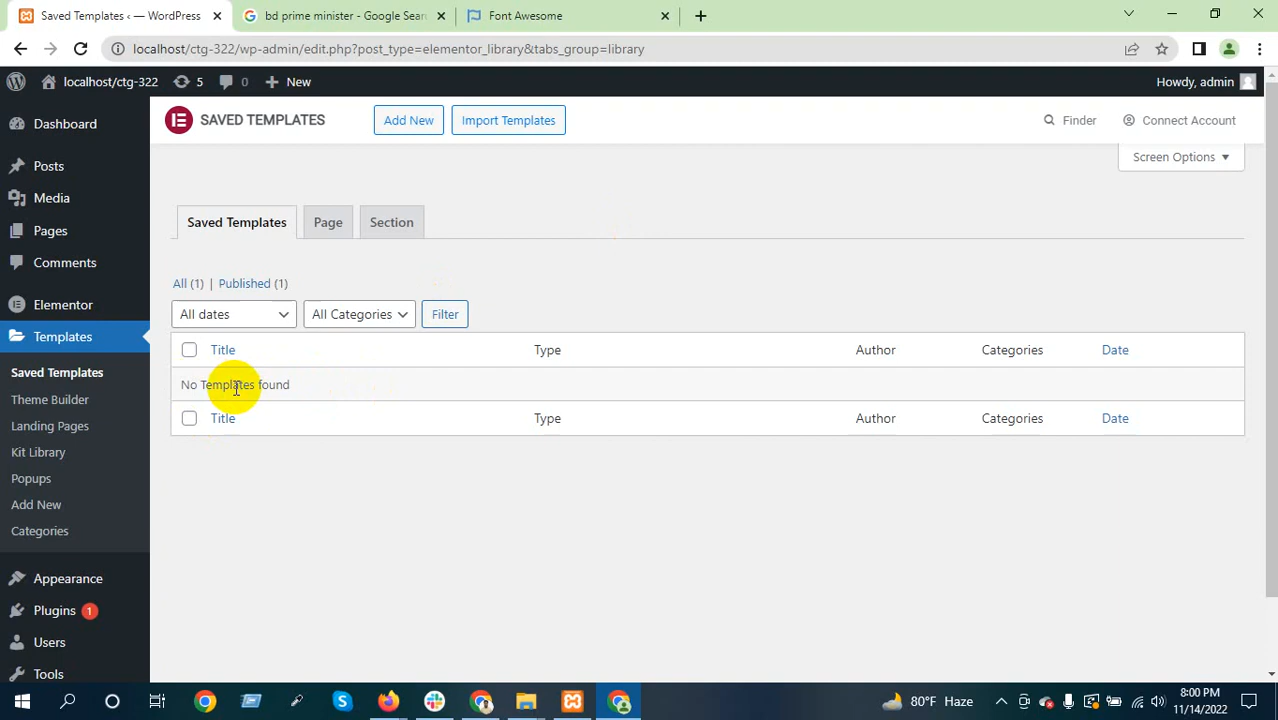 Saved Templates ‹ — WordPress
bd prime minister - Google Sear
Font Awesome
localhost/ctg-322/wp-admin/edit.php?post_type=elementor_library&tabs_group=library
localhost/ctg-322 5 0 New
Howdy, admin
SAVED TEMPLATES
Add New
Import Templates
Finder
Connect Account
Screen Options
Dashboard
Posts
Media
Pages
Comments
Elementor
Templates
Saved Templates
Theme Builder
Landing Pages
Kit Library
Popups
Add New
Categories
Appearance
Plugins 1
Users
Tools
Saved Templates Page Section
All (1) | Published (1)
All dates All Categories Filter
Title Type Author Categories Date
No Templates found
Title Type Author Categories Date
80°F Haze
8:00 PM
11/14/2022